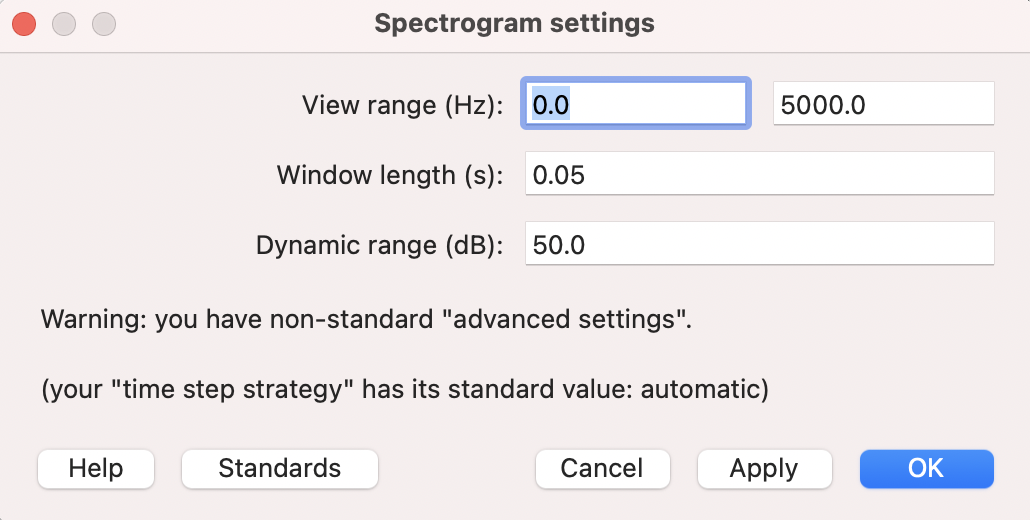 Spectrogram settings
View range (Hz): 0.0 5000.0
Window length (s): 0.05
Dynamic range (dB): 50.0
Warning: you have non-standard "advanced settings".
(your "time step strategy" has its standard value: automatic)
Help Standards Cancel Apply OK